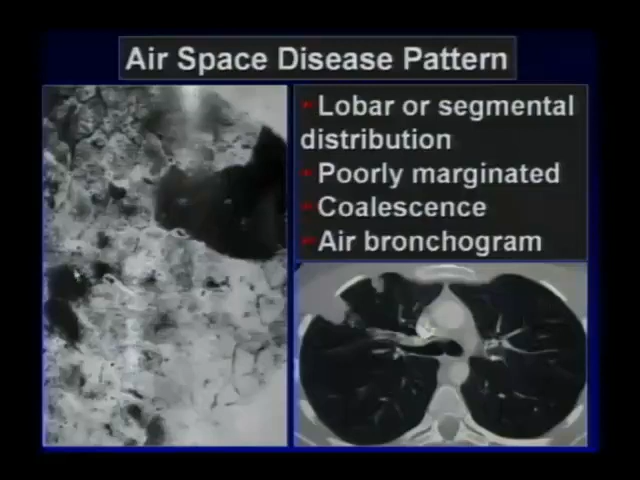 Air Space Disease Pattern
Lobar or segmental
distribution
Poorly marginated
Coalescence
Air bronchogram